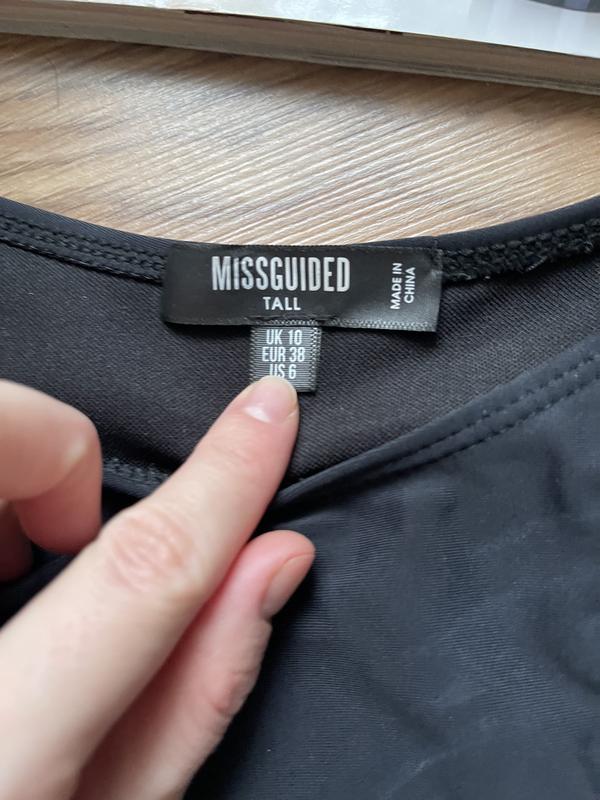 MISSGUIDED
TALL
MADE IN
CHINA
UK 10
EUR 38
US 6